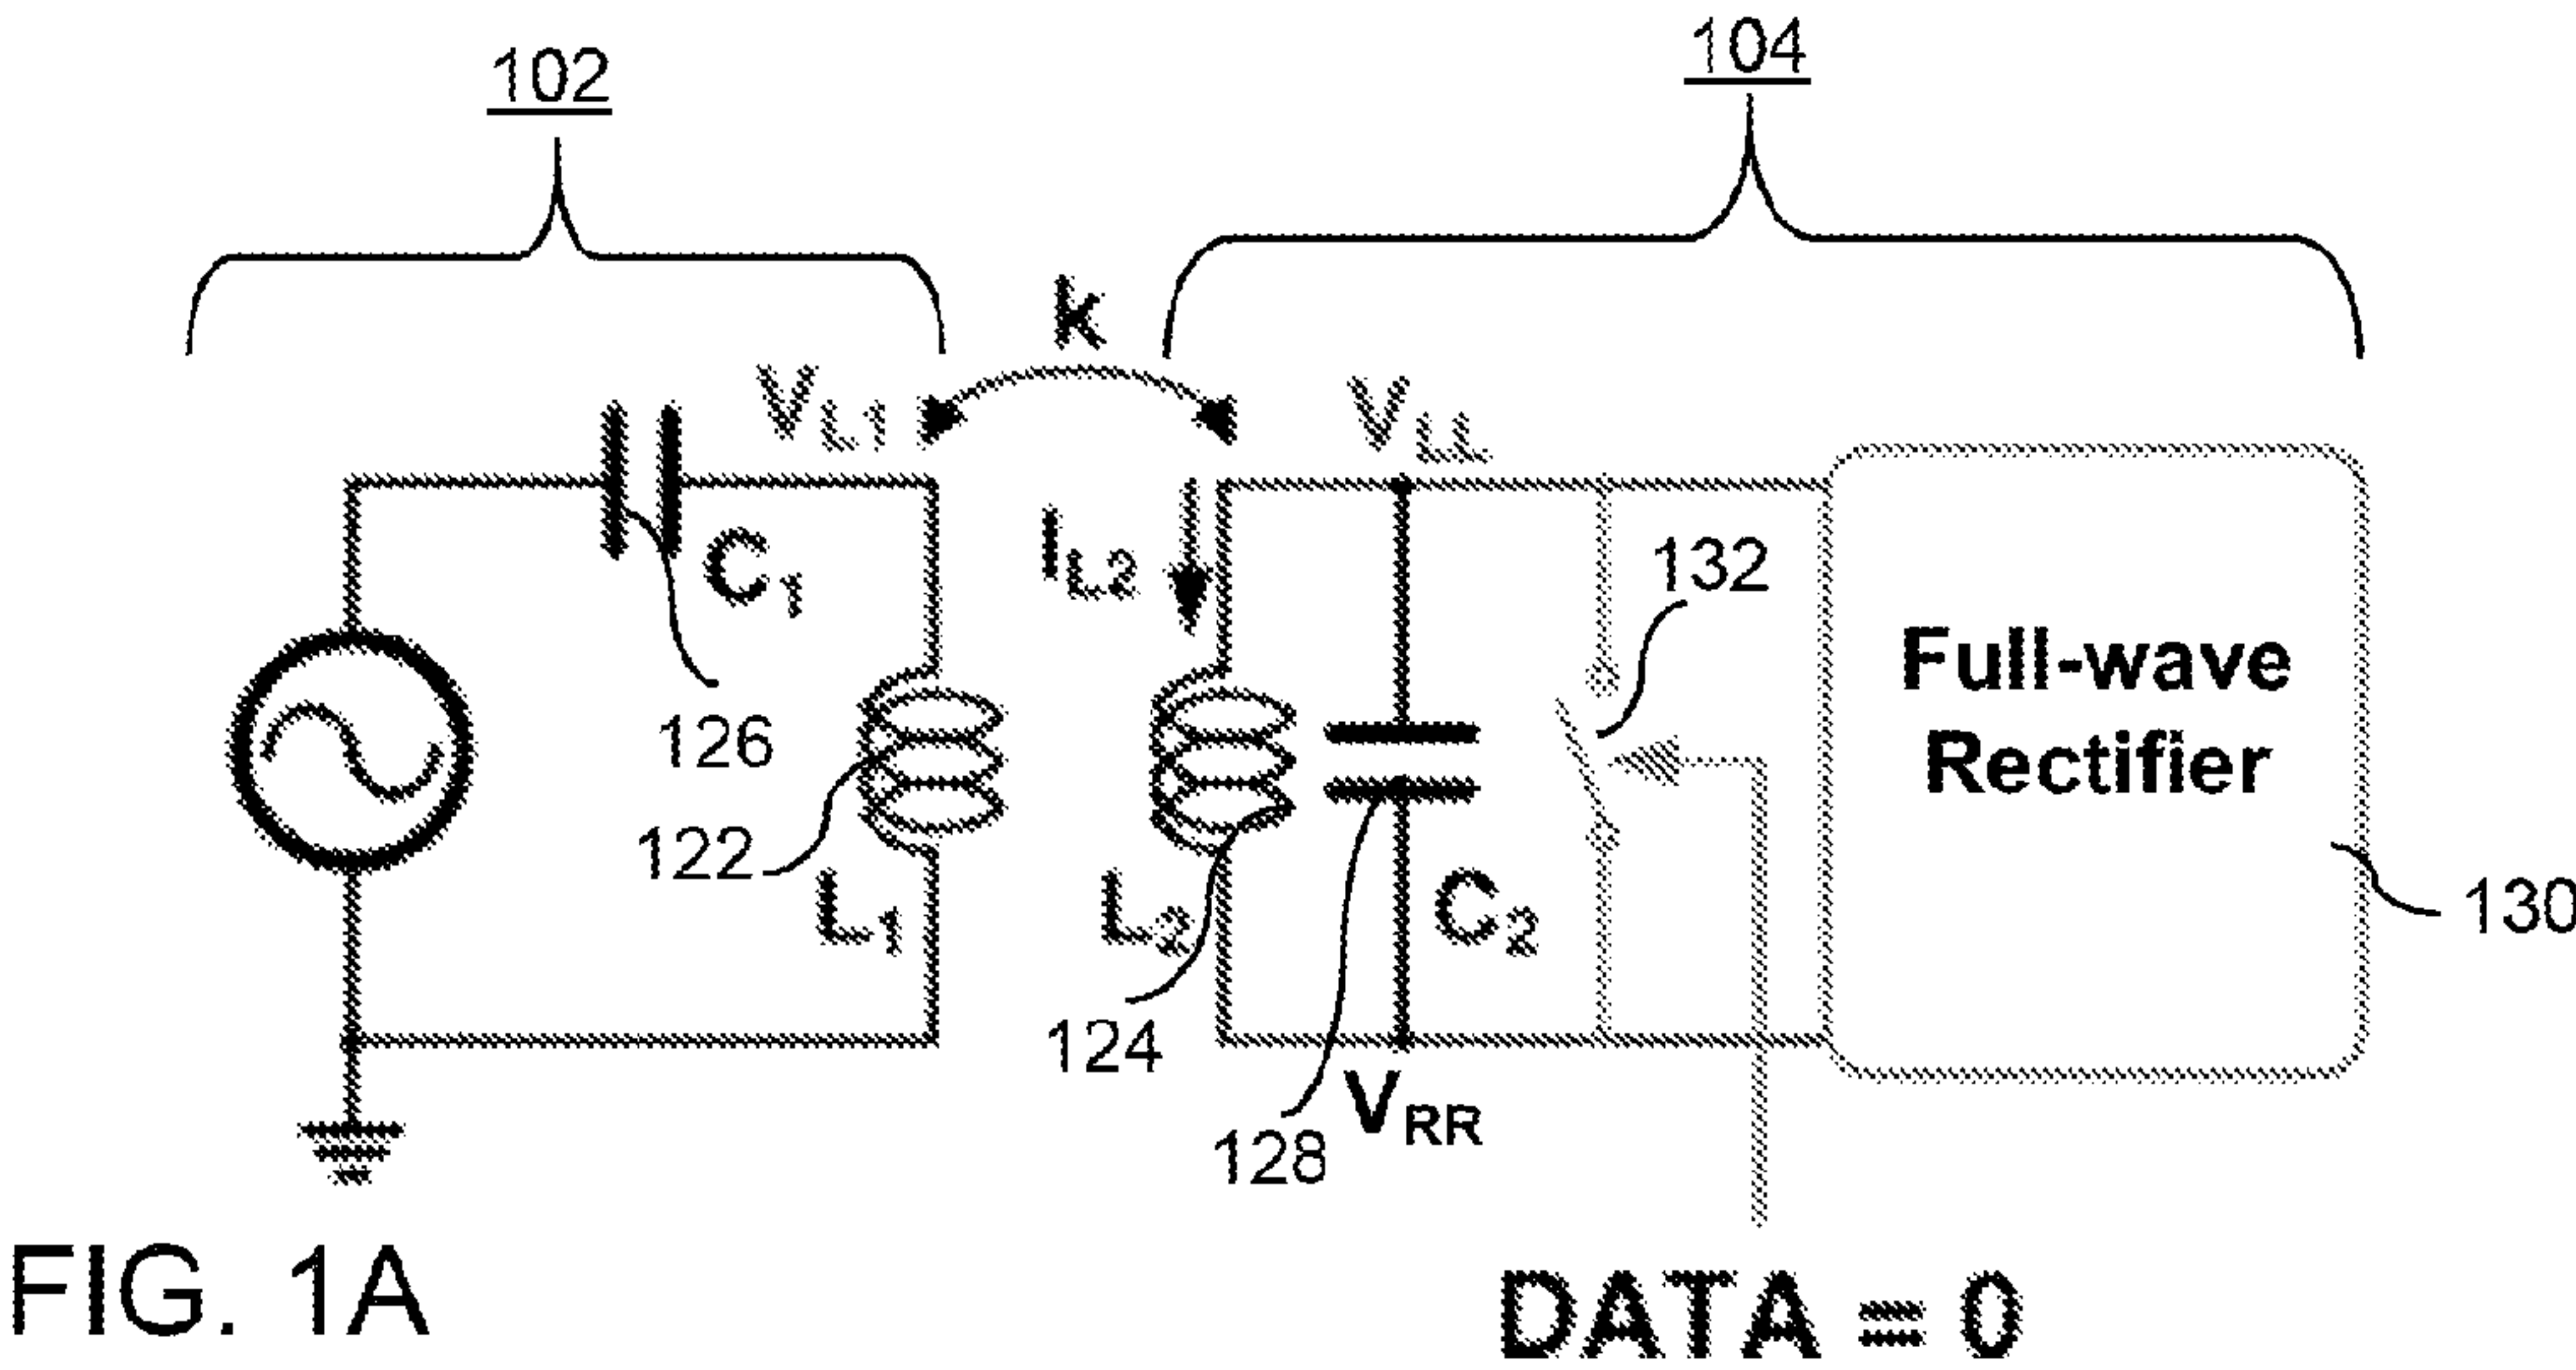 102
104
k
VL1
VLL
C1
IL2
132
Full-wave
Rectifier
126
122
L1
L2
C2
130
124
128
VRR
FIG. 1A
DATA = 0